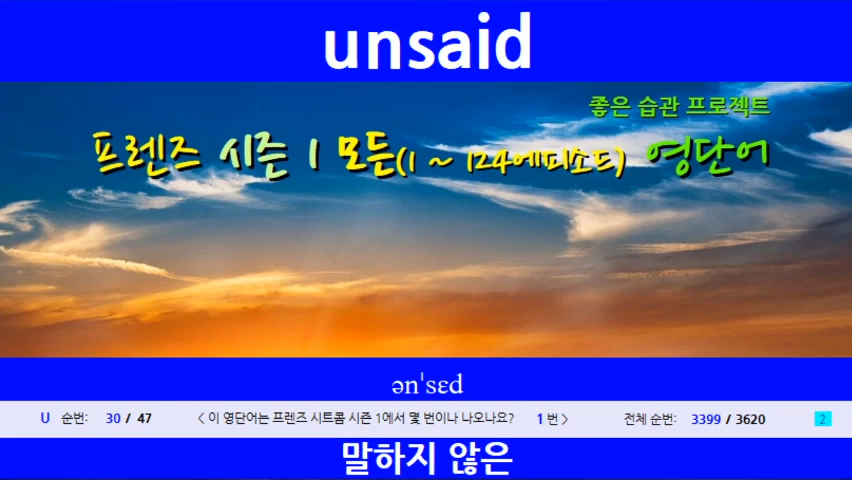 unsaid
좋은 습관 프로젝트
프렌즈 시즌 1 모든(1 ~ 124에피소드) 영단어
ən'sɛd
U 순번: 30 / 47 < 이 영단어는 프렌즈 시트콤 시즌 1에서 몇 번이나 나오나요? 1 번 > 전체 순번: 3399 / 3620 2
말하지 않은